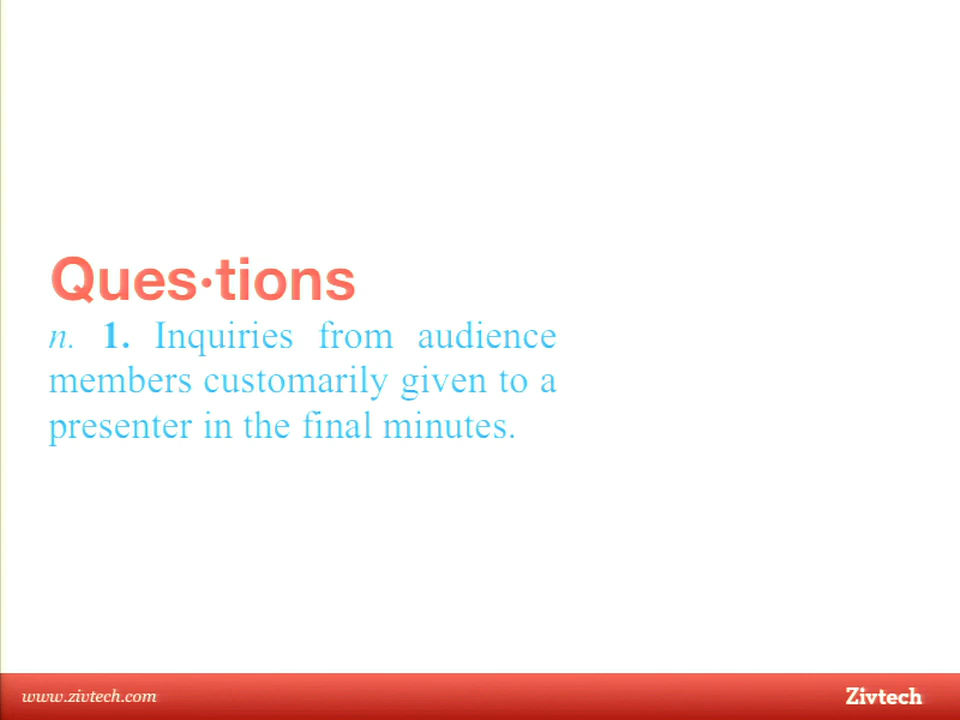 Ques·tions
n. 1. Inquiries from audience
members customarily given to a
presenter in the final minutes.
www.zivtech.com
Zivtech